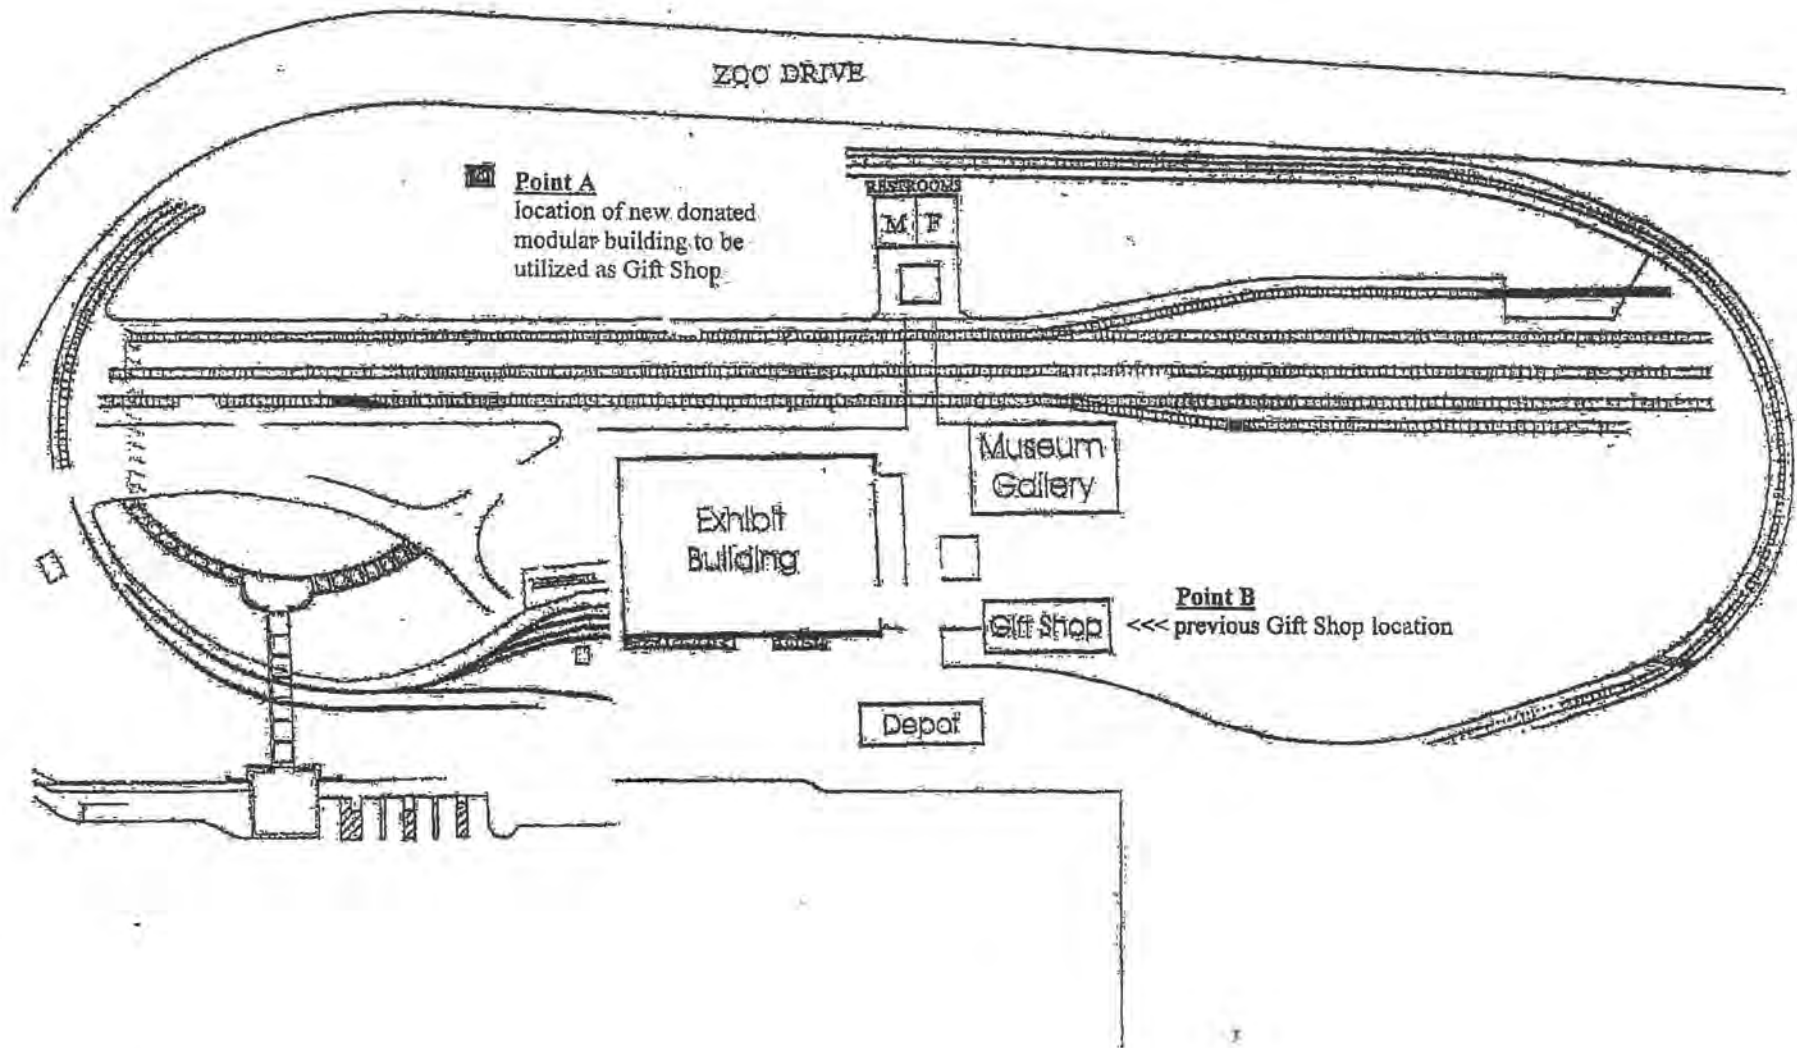 ZOO DRIVE
Point A
location of new donated
modular building to be
utilized as Gift Shop
RESTROOMS
M F
Museum
Gallery
Exhibit
Building
Point B
Gift Shop <<< previous Gift Shop location
Depot